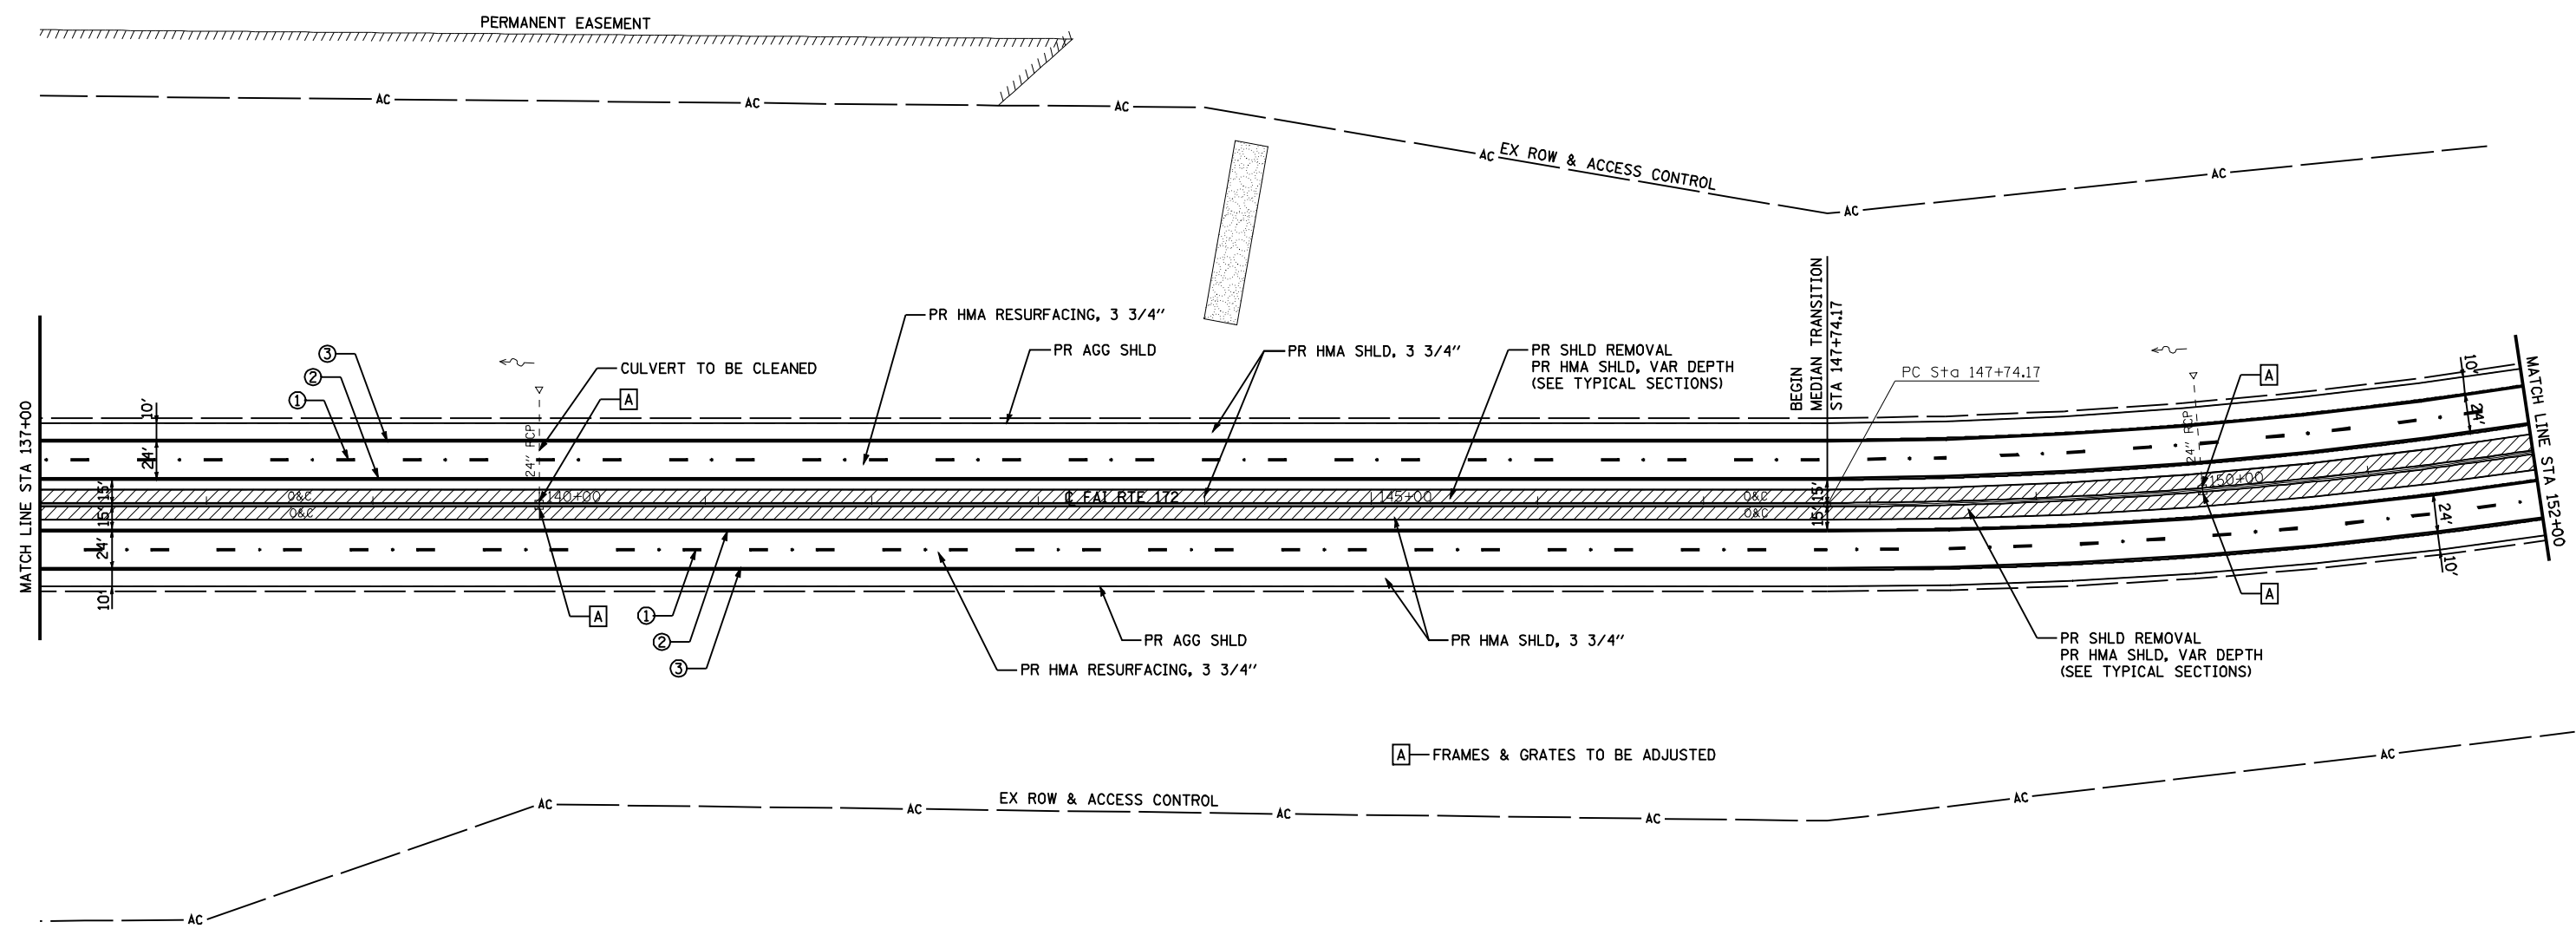 PERMANENT EASEMENT
AC
AC
AC
AC
EX ROW & ACCESS CONTROL
AC
AC
BEGIN
MEDIAN TRANSITION
STA 147+74.17
PR HMA RESURFACING, 3 3/4"
3
2
1
CULVERT TO BE CLEANED
A
PR AGG SHLD
PR HMA SHLD, 3 3/4"
PR SHLD REMOVAL
PR HMA SHLD, VAR DEPTH
(SEE TYPICAL SECTIONS)
PC Sta 147+74.17
A
MATCH LINE STA 137+00
MATCH LINE STA 152+00
10'
24'
15'
15'
24'
10'
24" RCP
O&C
O&C
140+00
℄ FAI RTE 172
145+00
O&C
O&C
15'
15'
24" RCP
150+00
10'
24'
24'
10'
A
1
2
3
PR AGG SHLD
PR HMA RESURFACING, 3 3/4"
PR HMA SHLD, 3 3/4"
A
PR SHLD REMOVAL
PR HMA SHLD, VAR DEPTH
(SEE TYPICAL SECTIONS)
A FRAMES & GRATES TO BE ADJUSTED
AC
AC
AC
EX ROW & ACCESS CONTROL
AC
AC
AC
AC